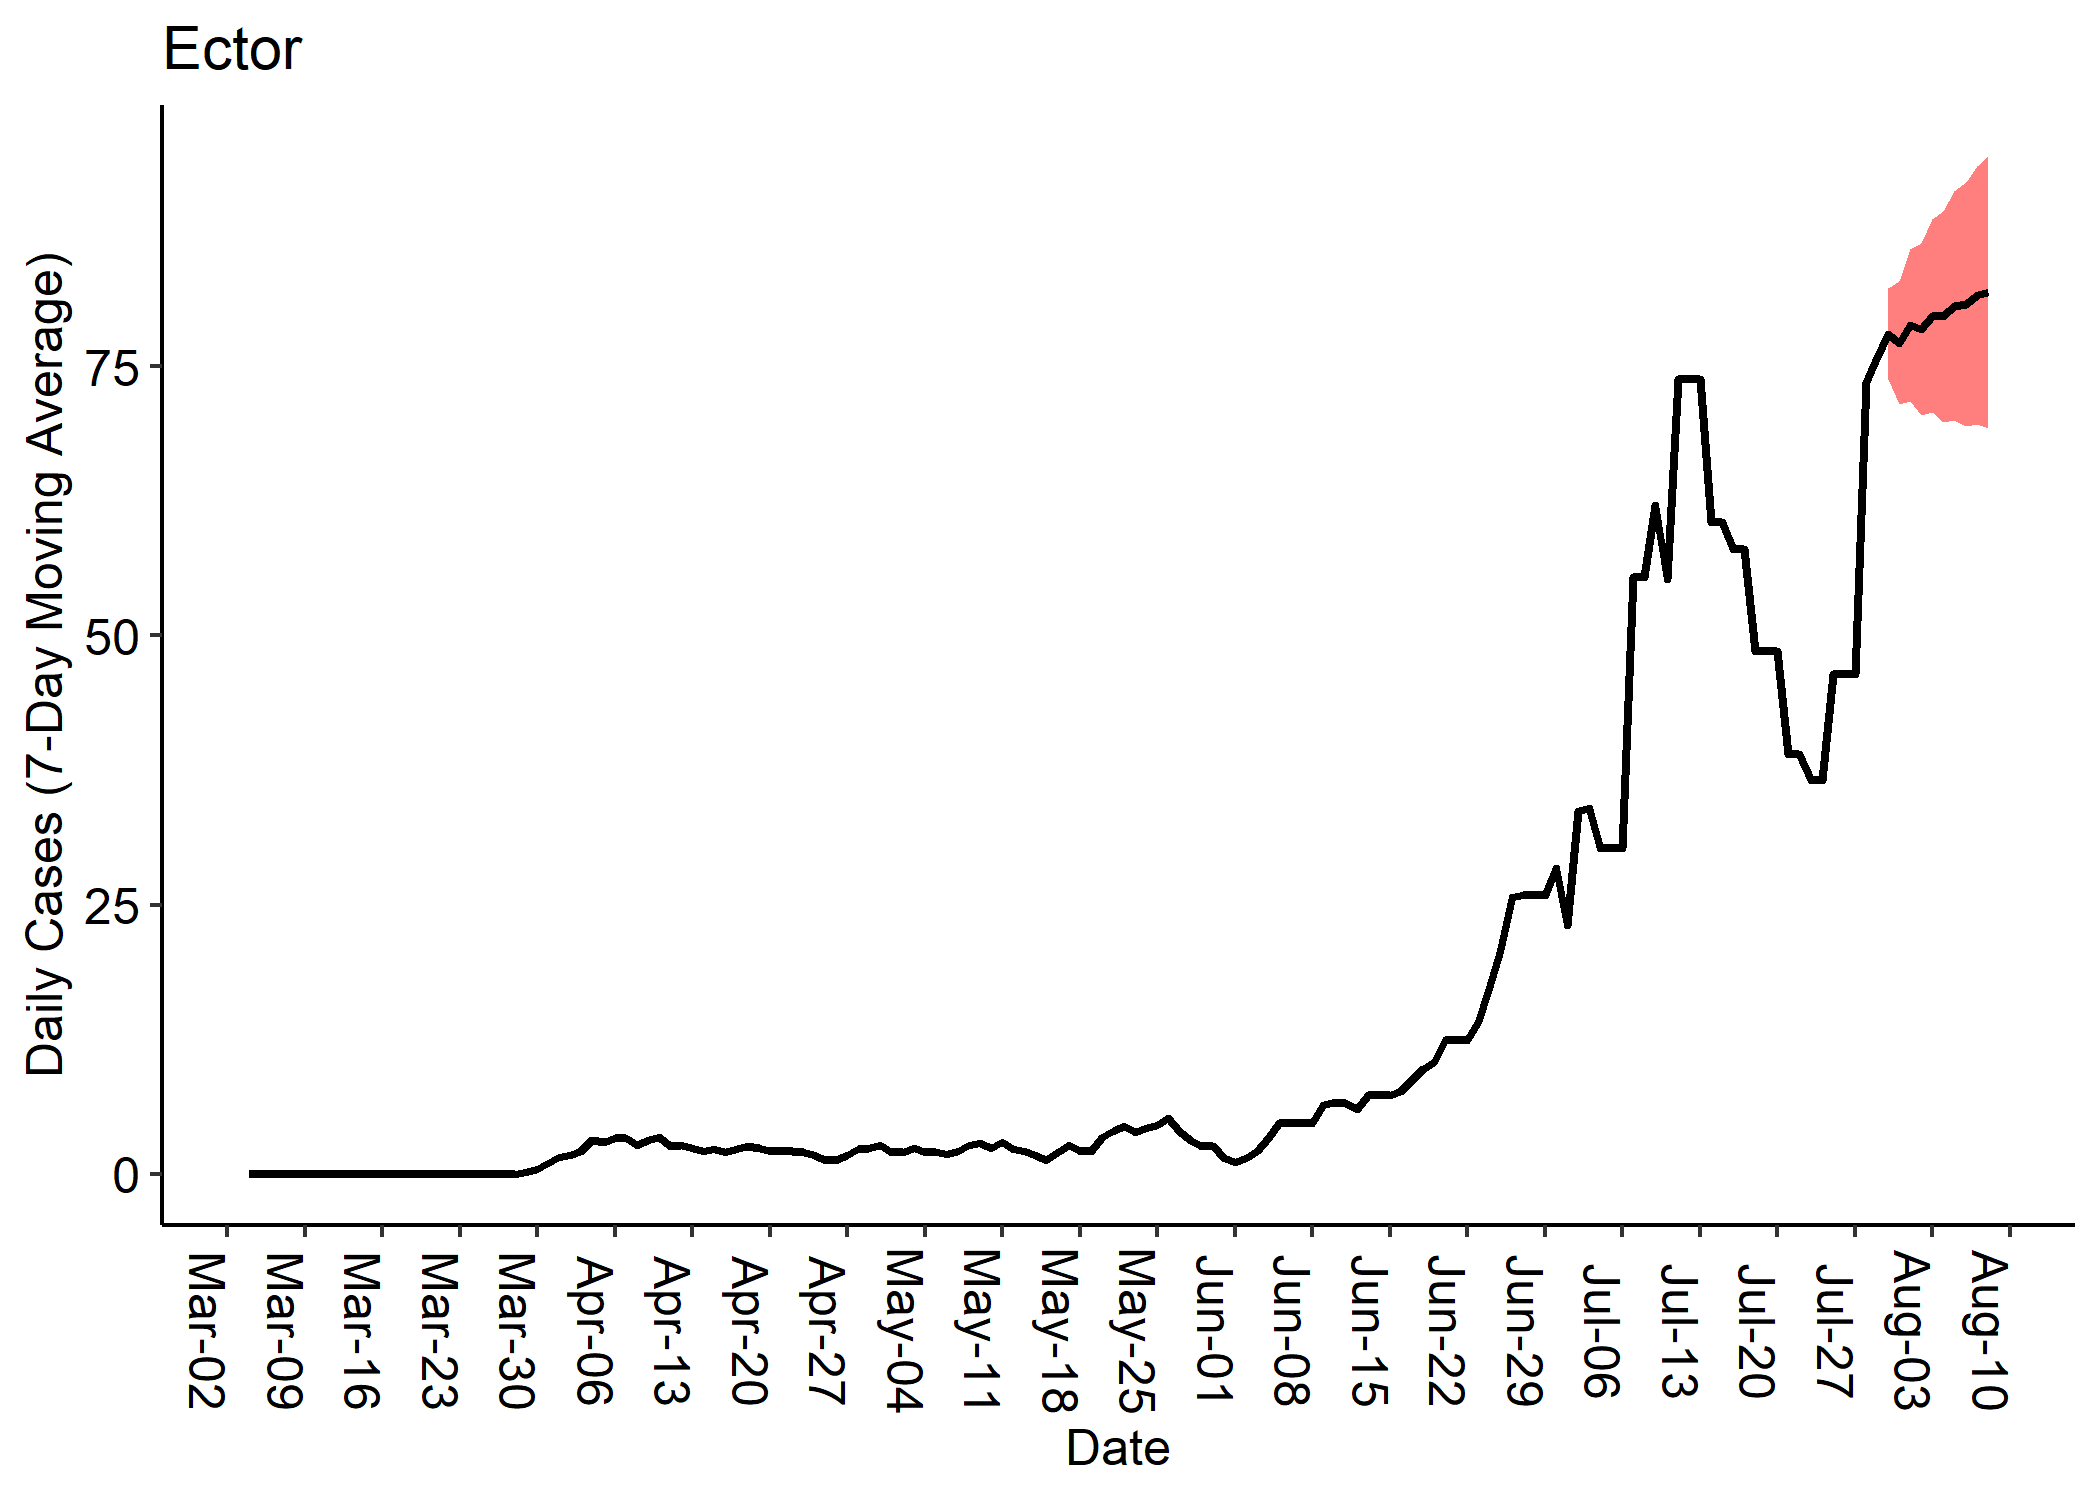 Ector
Daily Cases (7-Day Moving Average)
75
50
25
0
Mar-02
Mar-09
Mar-16
Mar-23
Mar-30
Apr-06
Apr-13
Apr-20
Apr-27
May-04
May-11
May-18
May-25
Jun-01
Jun-08
Jun-15
Jun-22
Jun-29
Jul-06
Jul-13
Jul-20
Jul-27
Aug-03
Aug-10
Date